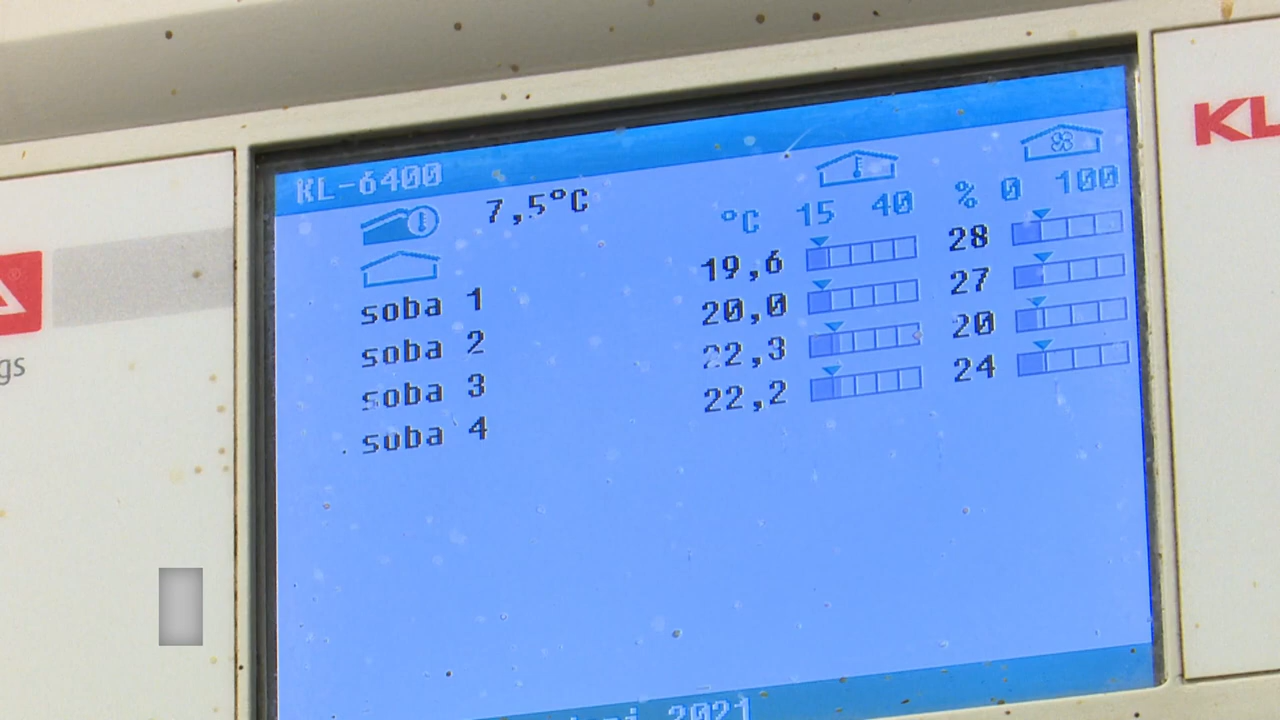 KL-6400
7,5°C
°C 15 40 % 0 100
soba 1 19,6 28
soba 2 20,0 27
soba 3 22,3 20
soba 4 22,2 24
2021
KL
gs